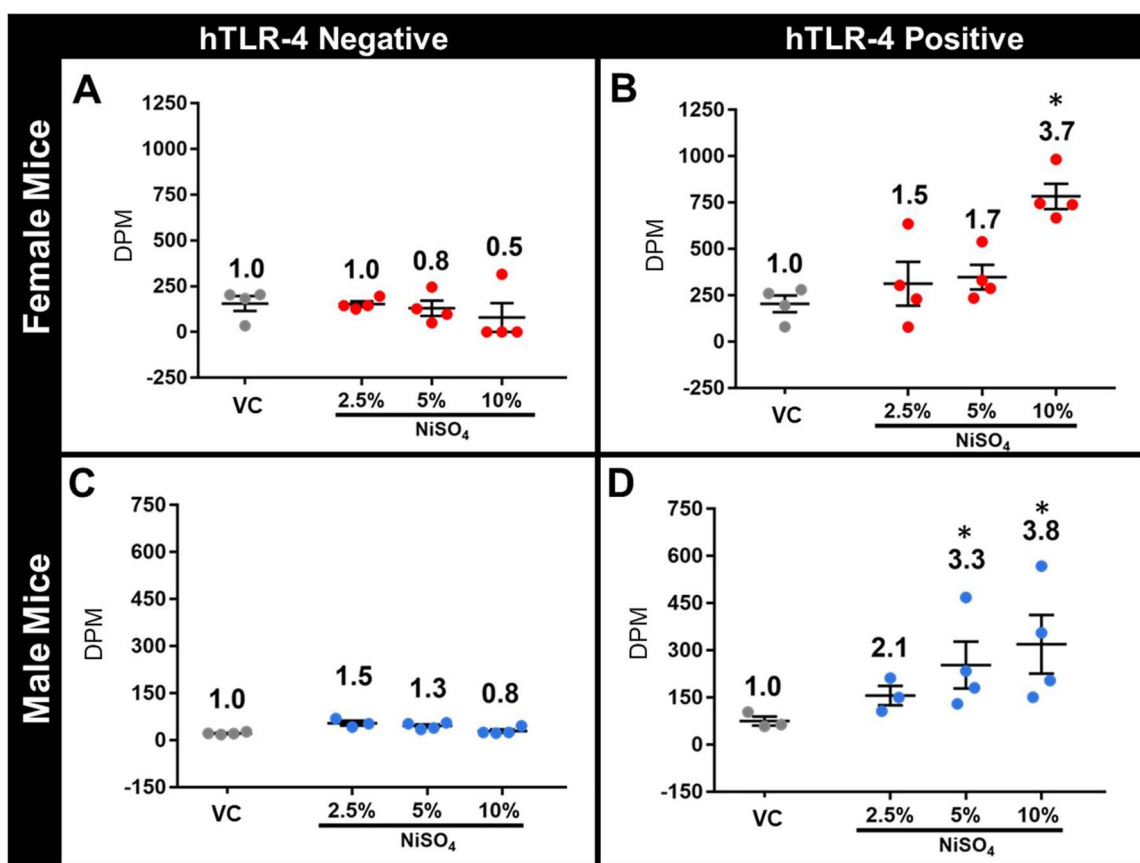 hTLR-4 Negative
hTLR-4 Positive
Female Mice
Male Mice
A
1250
1000
750
500
250
0
-250
DPM
1.0
1.0
0.8
0.5
VC
2.5%
5%
10%
NiSO₄
B
1250
1000
750
500
250
0
-250
DPM
1.0
1.5
1.7
*
3.7
VC
2.5%
5%
10%
NiSO₄
C
750
600
450
300
150
0
-150
DPM
1.0
1.5
1.3
0.8
VC
2.5%
5%
10%
NiSO₄
D
750
600
450
300
150
0
-150
DPM
1.0
2.1
*
3.3
*
3.8
VC
2.5%
5%
10%
NiSO₄